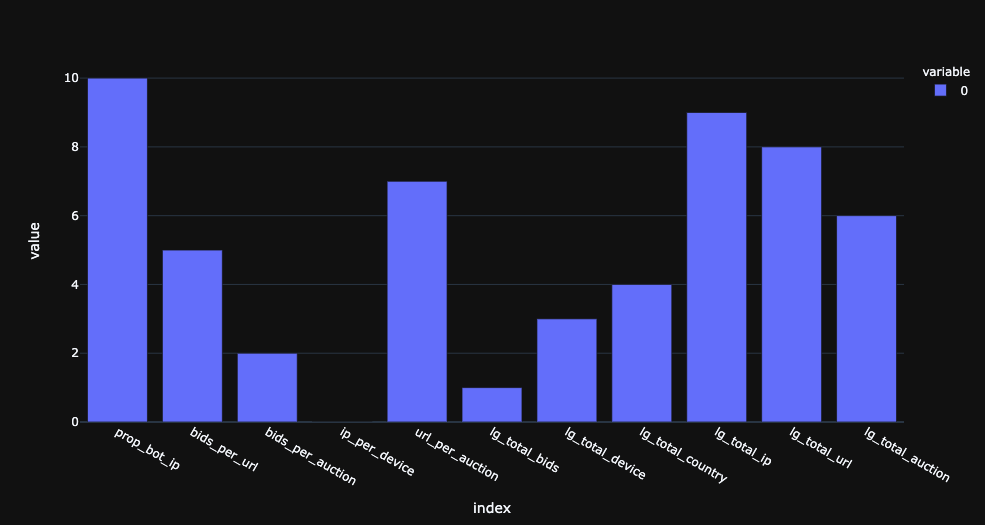 variable
0
10
8
6
4
2
0
value
prop_bot_ip
bids_per_url
bids_per_auction
ip_per_device
url_per_auction
lg_total_bids
lg_total_device
lg_total_country
lg_total_ip
lg_total_url
lg_total_auction
index